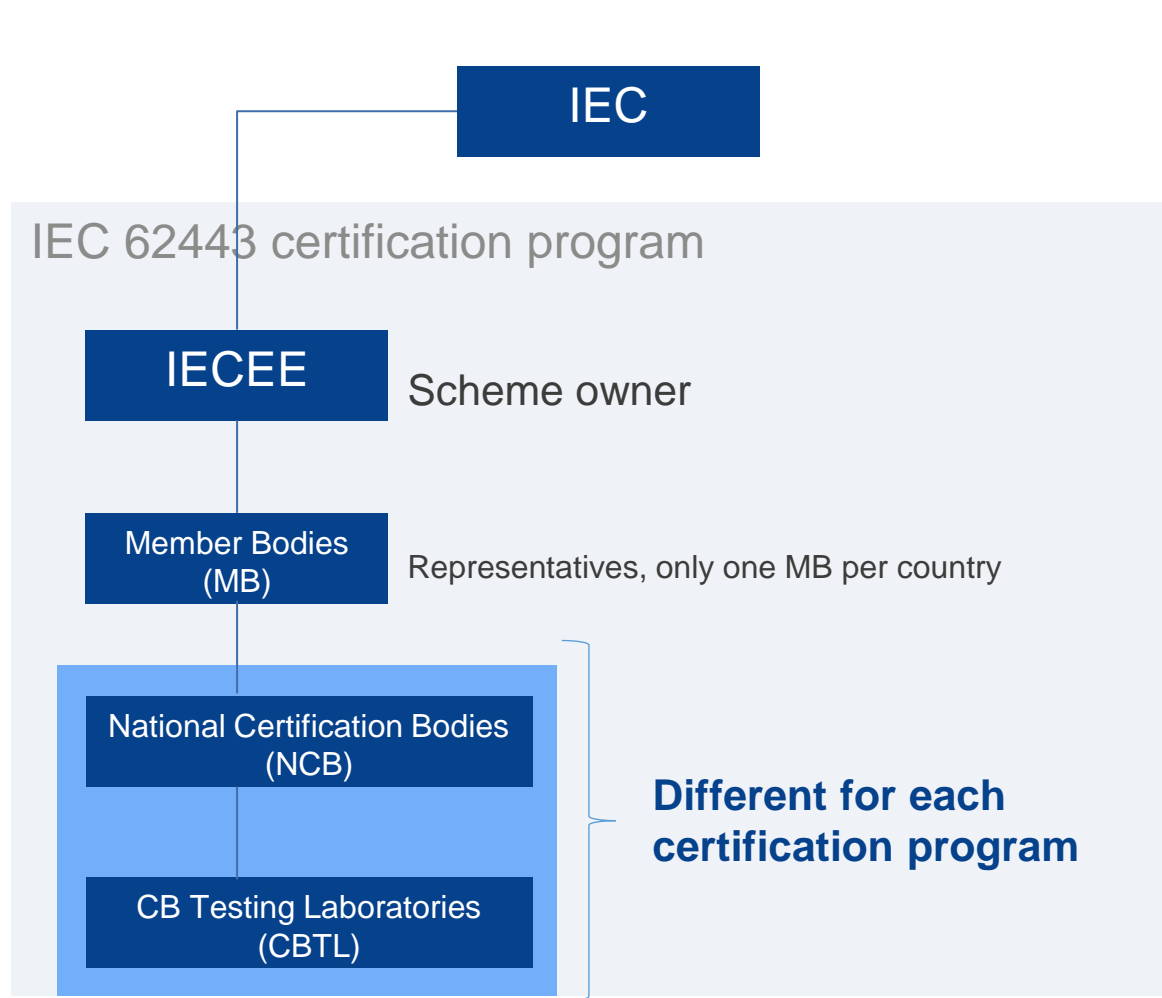 IEC
IEC 62443 certification program
IECEE
Scheme owner
Member Bodies
(MB)
Representatives, only one MB per country
National Certification Bodies
(NCB)
Different for each
certification program
CB Testing Laboratories
(CBTL)